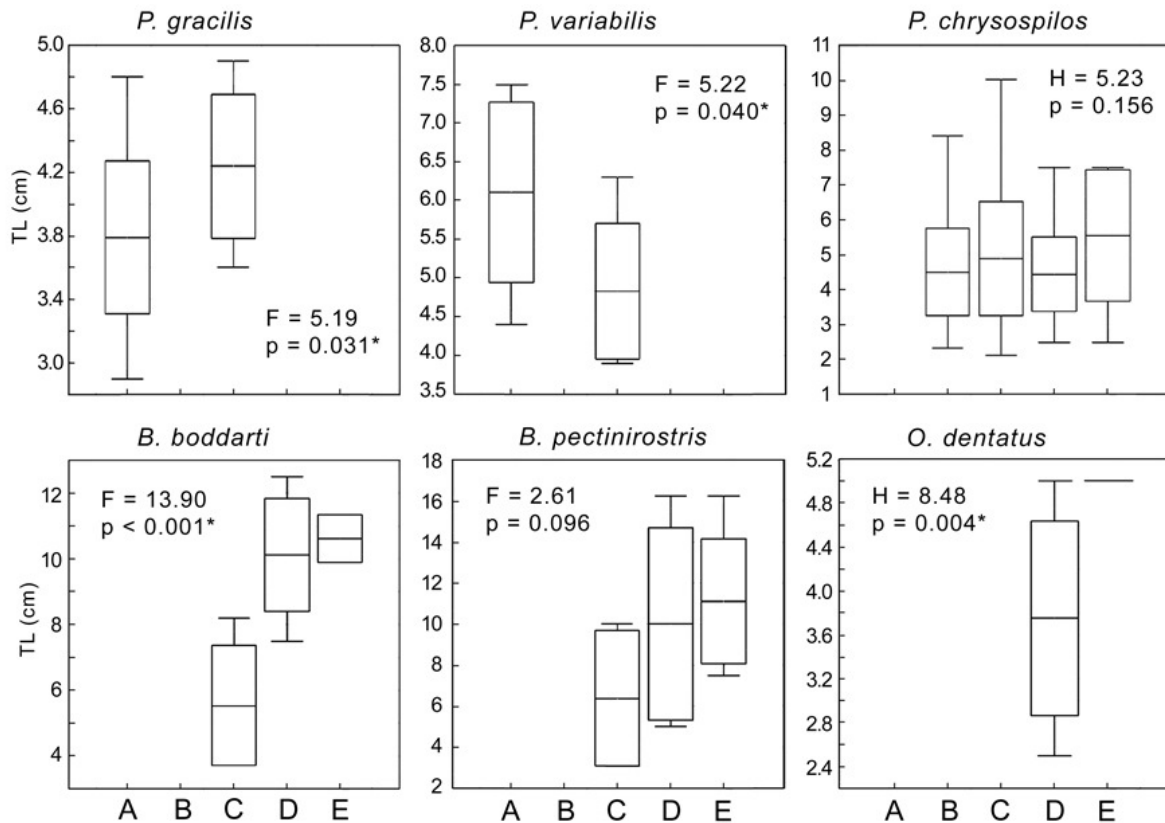 P. gracilis
TL (cm)
5.0
4.6
4.2
3.8
3.4
3.0
F = 5.19
p = 0.031*
P. variabilis
8.0
7.5
7.0
6.5
6.0
5.5
5.0
4.5
4.0
3.5
F = 5.22
p = 0.040*
P. chrysospilos
11
10
9
8
7
6
5
4
3
2
1
H = 5.23
p = 0.156
B. boddarti
TL (cm)
12
10
8
6
4
F = 13.90
p < 0.001*
A B C D E
B. pectinirostris
18
16
14
12
10
8
6
4
2
F = 2.61
p = 0.096
A B C D E
O. dentatus
5.2
4.8
4.4
4.0
3.6
3.2
2.8
2.4
H = 8.48
p = 0.004*
A B C D E